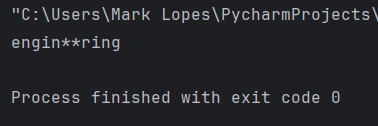 "C:\Users\Mark Lopes\PycharmProjects\
engin**ring
Process finished with exit code 0